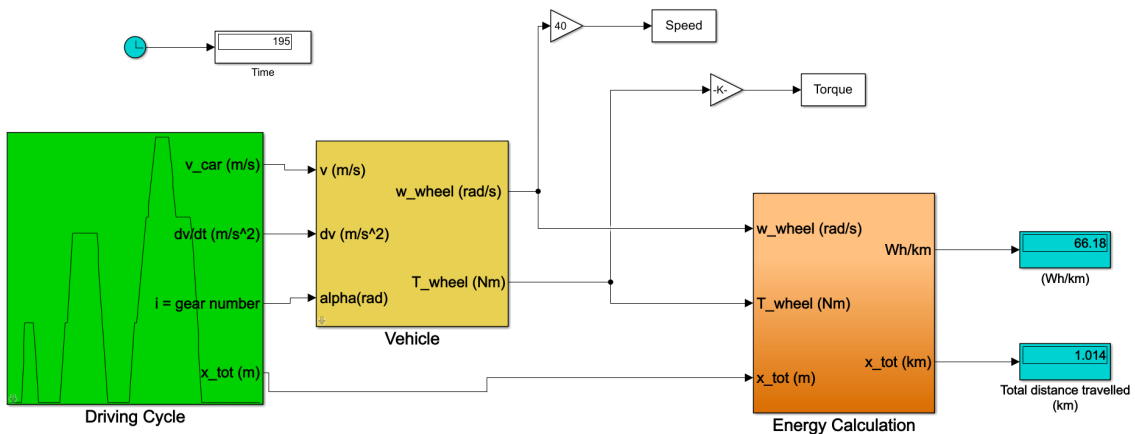 40
Speed
195
Time
-K-
Torque
v_car (m/s)
dv/dt (m/s^2)
i = gear number
x_tot (m)
Driving Cycle
v (m/s)
dv (m/s^2)
alpha(rad)
w_wheel (rad/s)
T_wheel (Nm)
Vehicle
w_wheel (rad/s)
T_wheel (Nm)
x_tot (m)
Wh/km
x_tot (km)
Energy Calculation
66.18
(Wh/km)
1.014
Total distance travelled
(km)